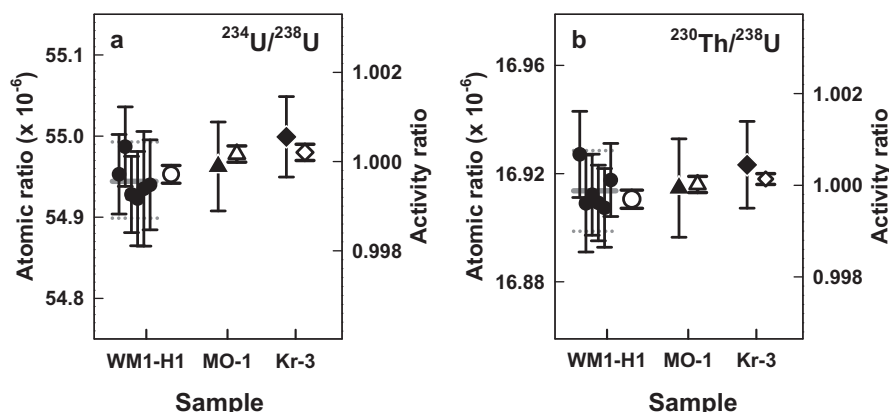 a
²³⁴U/²³⁸U
Atomic ratio (x 10⁻⁶)
55.1
55.0
54.9
54.8
1.002
1.000
0.998
Activity ratio
WM1-H1 MO-1 Kr-3
Sample
b
²³⁰Th/²³⁸U
Atomic ratio (x 10⁻⁶)
16.96
16.92
16.88
1.002
1.000
0.998
Activity ratio
WM1-H1 MO-1 Kr-3
Sample